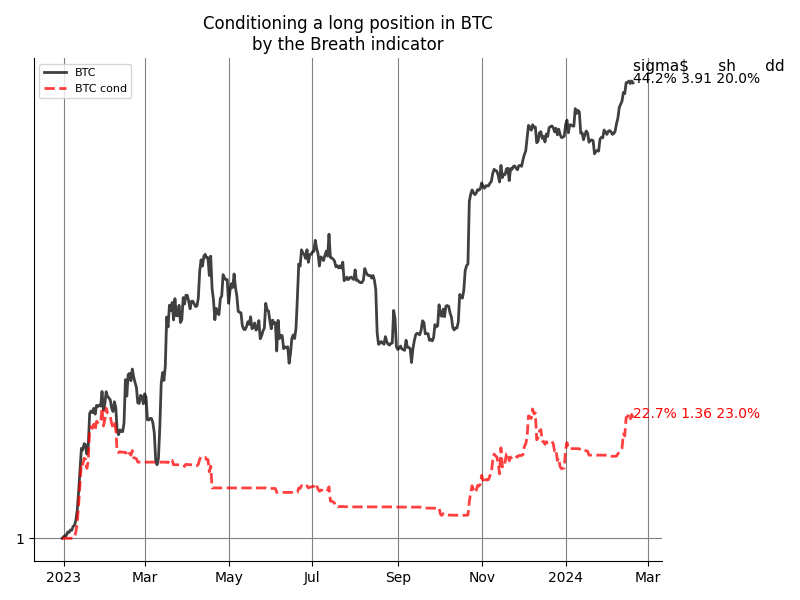 Conditioning a long position in BTC
by the Breath indicator
sigma$ sh dd
44.2% 3.91 20.0%
BTC
BTC cond
22.7% 1.36 23.0%
1
2023 Mar May Jul Sep Nov 2024 Mar